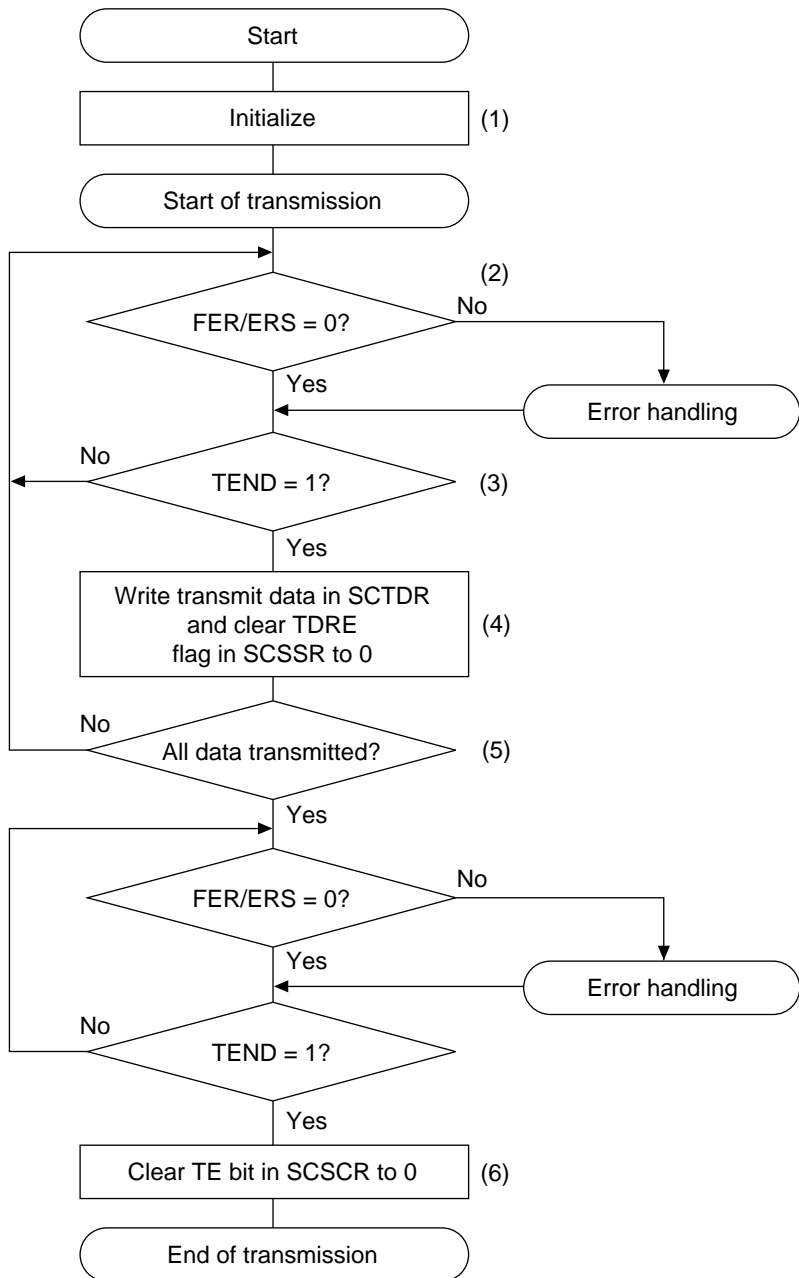 Start
Initialize
(1)
Start of transmission
(2)
FER/ERS = 0?
No
Yes
Error handling
No
TEND = 1?
(3)
Yes
Write transmit data in SCTDR
and clear TDRE
flag in SCSSR to 0
(4)
No
All data transmitted?
(5)
Yes
FER/ERS = 0?
No
Yes
Error handling
No
TEND = 1?
Yes
Clear TE bit in SCSCR to 0
(6)
End of transmission